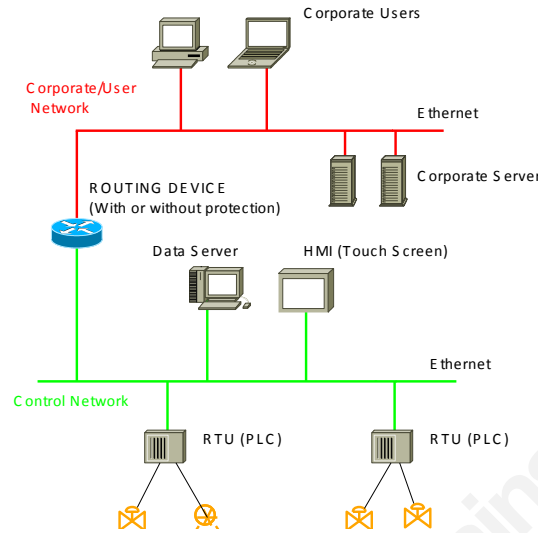 Corporate Users
Corporate/User
Network
Ethernet
Corporate Server
ROUTING DEVICE
(With or without protection)
Data Server
HMI (Touch Screen)
Ethernet
Control Network
RTU (PLC)
RTU (PLC)